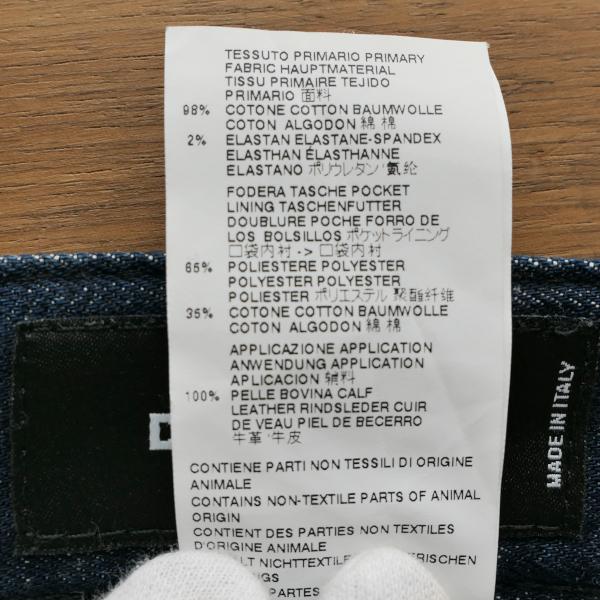 TESSUTO PRIMARIO PRIMARY
FABRIC HAUPTMATERIAL
TISSU PRIMAIRE TEJIDO
PRIMARIO 面料
98% COTONE COTTON BAUMWOLLE
COTON ALGODON 綿 棉
2% ELASTAN ELASTANE-SPANDEX
ELASTHAN ÉLASTHANNE
ELASTANO ポリウレタン 氨纶
FODERA TASCHE POCKET
LINING TASCHENFUTTER
DOUBLURE POCHE FORRO DE
LOS BOLSILLOS ポケットライニング
口袋内衬 -> 口袋内衬
65% POLIESTERE POLYESTER
POLYESTER POLYESTER
POLIESTER ポリエステル 聚酯纤维
35% COTONE COTTON BAUMWOLLE
COTON ALGODON 綿 棉
APPLICAZIONE APPLICATION
ANWENDUNG APPLICATION
APLICACION 辅料
100% PELLE BOVINA CALF
LEATHER RINDSLEDER CUIR
DE VEAU PIEL DE BECERRO
牛革 牛皮
CONTIENE PARTI NON TESSILI DI ORIGINE
ANIMALE
CONTAINS NON-TEXTILE PARTS OF ANIMAL
ORIGIN
CONTIENT DES PARTIES NON TEXTILES
D'ORIGINE ANIMALE
NICHTTEXTILE
PARTES
MADE IN ITALY